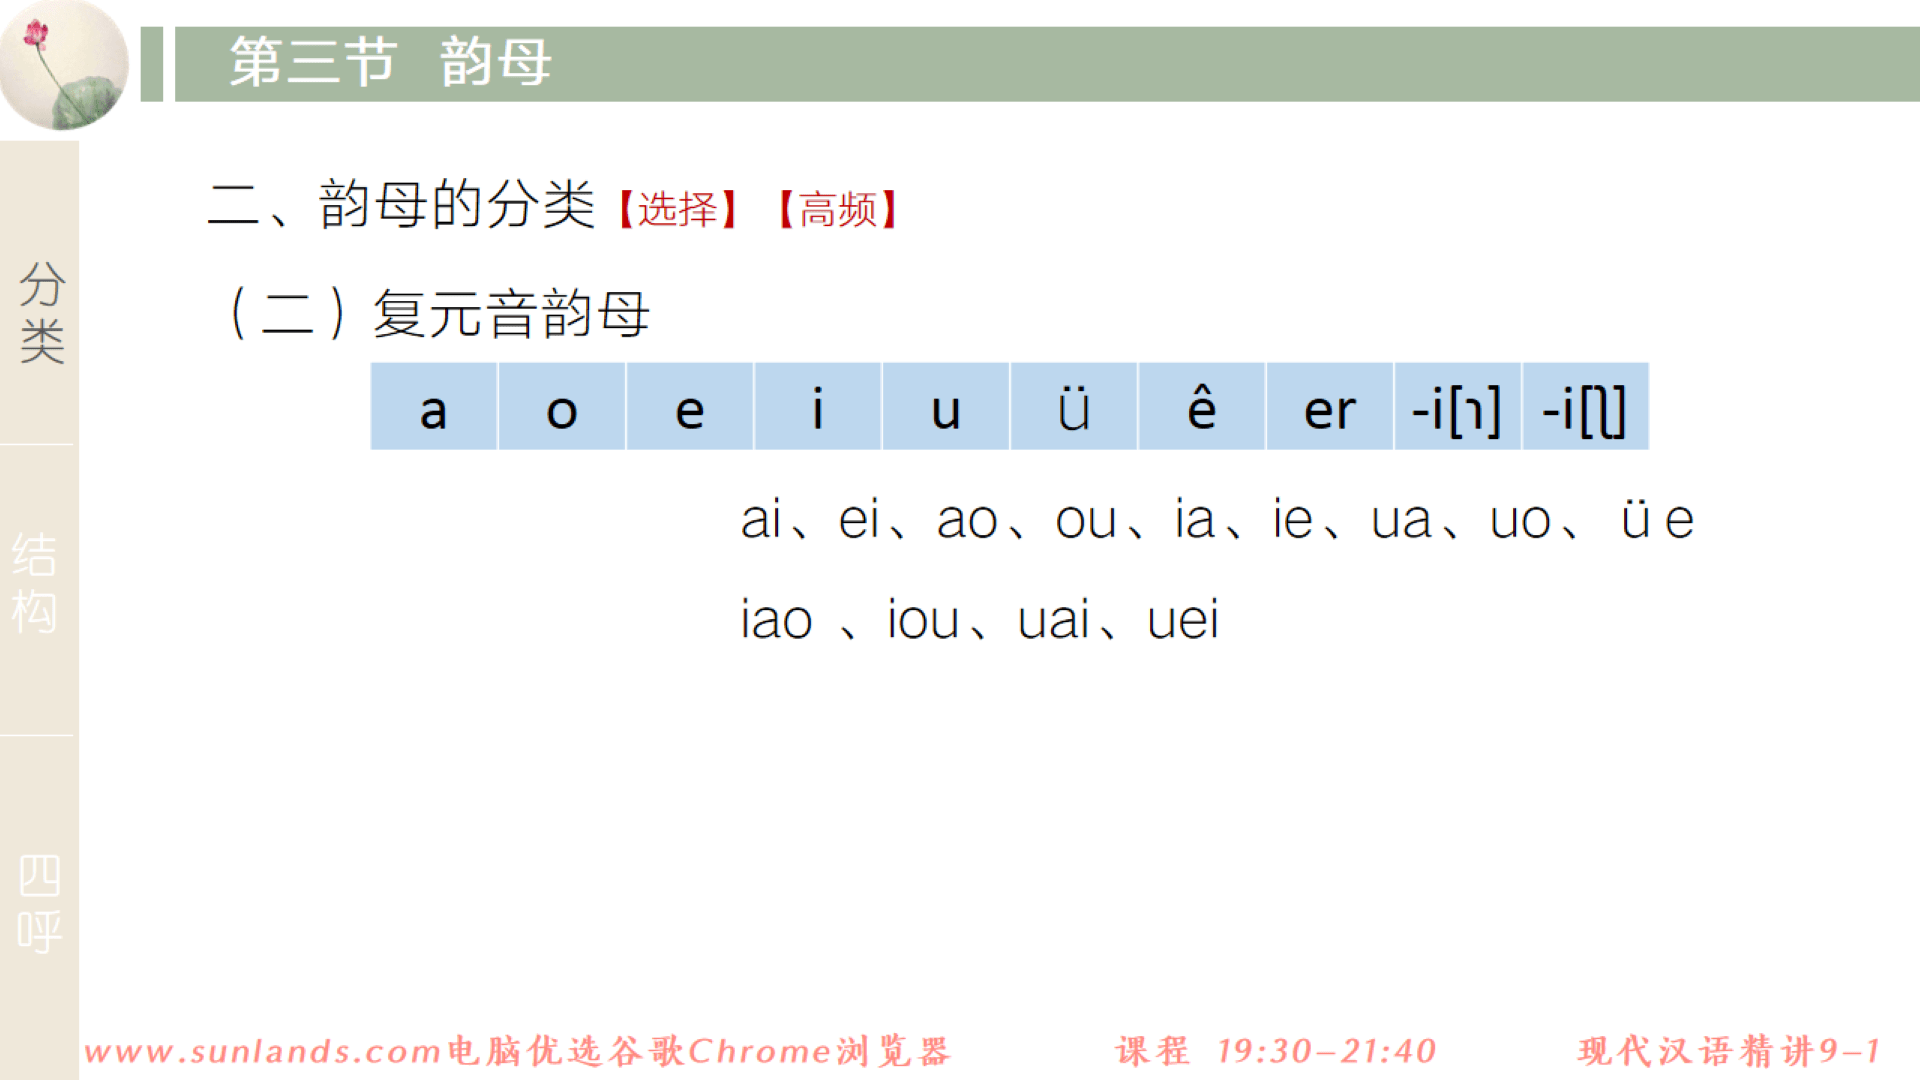 第三节 韵母
分类
结构
四呼
二、韵母的分类【选择】【高频】
（二）复元音韵母
a o e i u ü ê er -i[ɿ] -i[ʅ]
ai、ei、ao、ou、ia、ie、ua、uo、üe
iao 、iou、uai、uei
www.sunlands.com电脑优选谷歌Chrome浏览器 课程 19:30-21:40 现代汉语精讲9-1